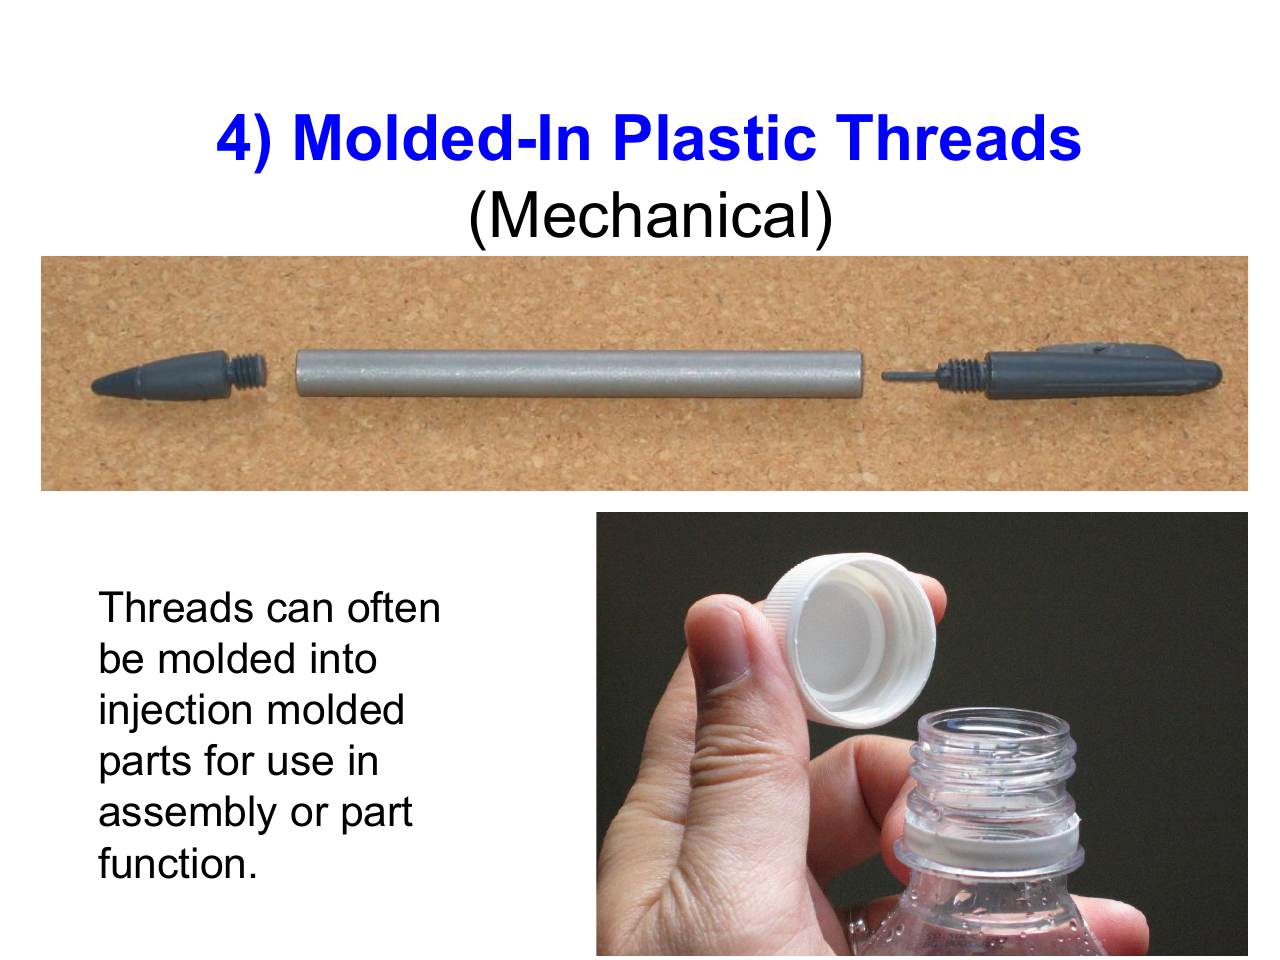 4) Molded-In Plastic Threads
(Mechanical)
Threads can often
be molded into
injection molded
parts for use in
assembly or part
function.